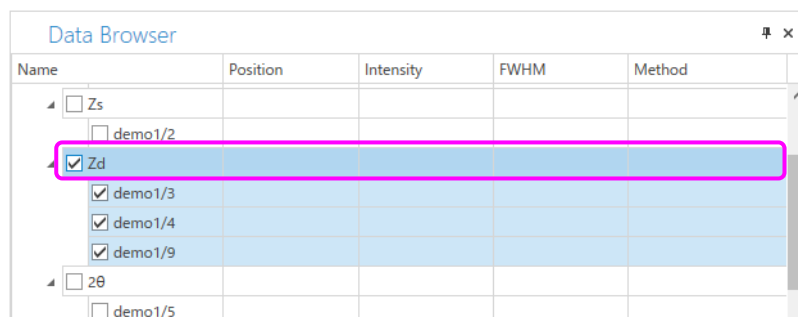 Data Browser
Name Position Intensity FWHM Method
Zs
demo1/2
Zd
demo1/3
demo1/4
demo1/9
2θ
demo1/5